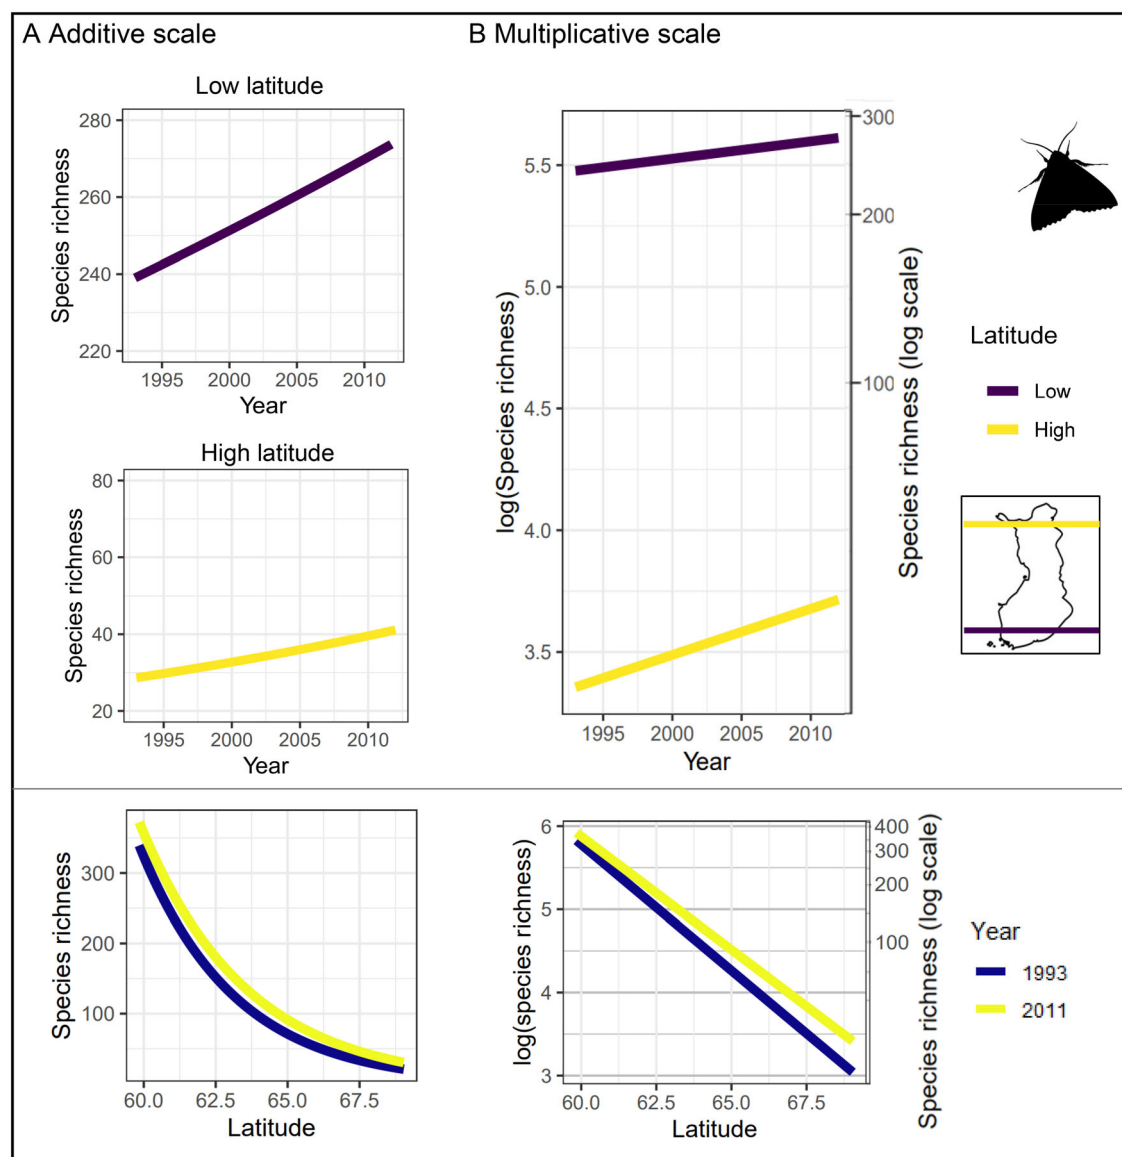 A Additive scale
B Multiplicative scale
Low latitude
280
260
240
220
Species richness
1995 2000 2005 2010
Year
High latitude
80
60
40
20
Species richness
1995 2000 2005 2010
Year
5.5
5.0
4.5
4.0
3.5
log(Species richness)
300
200
100
Species richness (log scale)
1995 2000 2005 2010
Year
Latitude
Low
High
300
200
100
Species richness
60.0 62.5 65.0 67.5
Latitude
6
5
4
3
log(species richness)
400
300
200
100
Species richness (log scale)
60.0 62.5 65.0 67.5
Latitude
Year
1993
2011